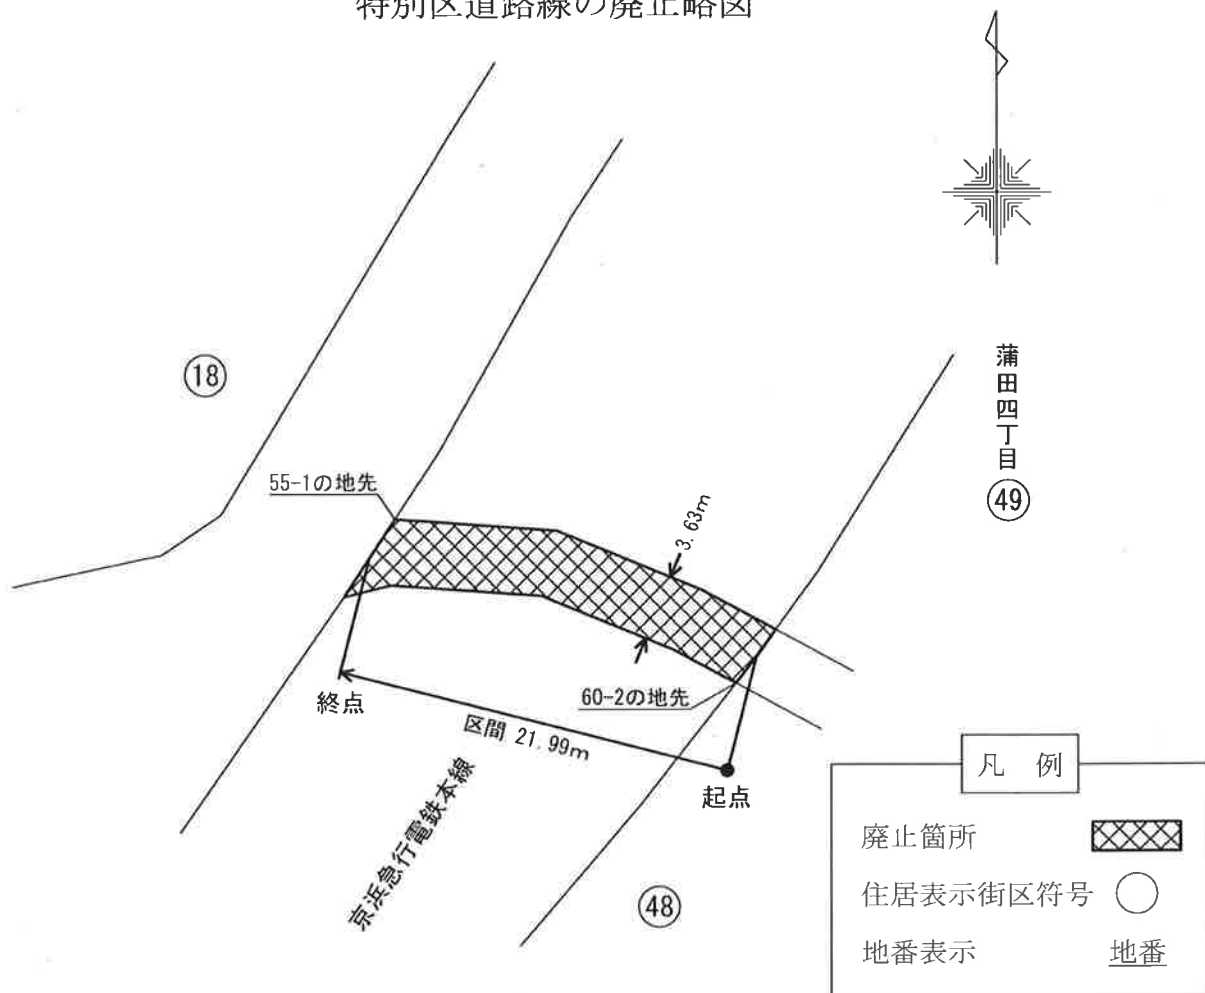 特別区道路線の廃止略図
18
蒲田四丁目
49
55-1の地先
3.63m
60-2の地先
終点
区間 21.99m
起点
京浜急行電鉄本線
48
凡 例
廃止箇所
住居表示街区符号
地番表示 地番